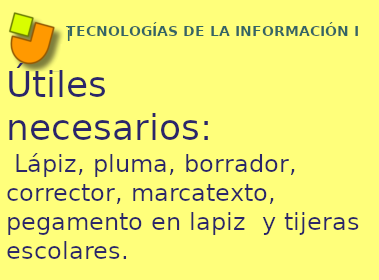 TECNOLOGÍAS DE LA INFORMACIÓN I
I
Útiles
necesarios:
Lápiz, pluma, borrador,
corrector, marcatexto,
pegamento en lapiz  y tijeras
escolares.